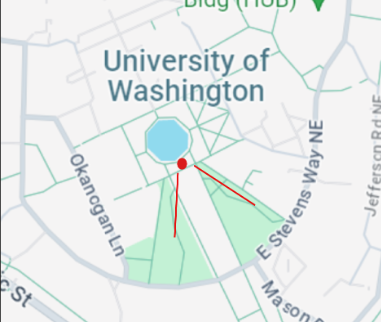 Bldg (HUB)
University of
Washington
Okanogan Ln
E Stevens Way NE
Jefferson Rd NE
Mason
ic St